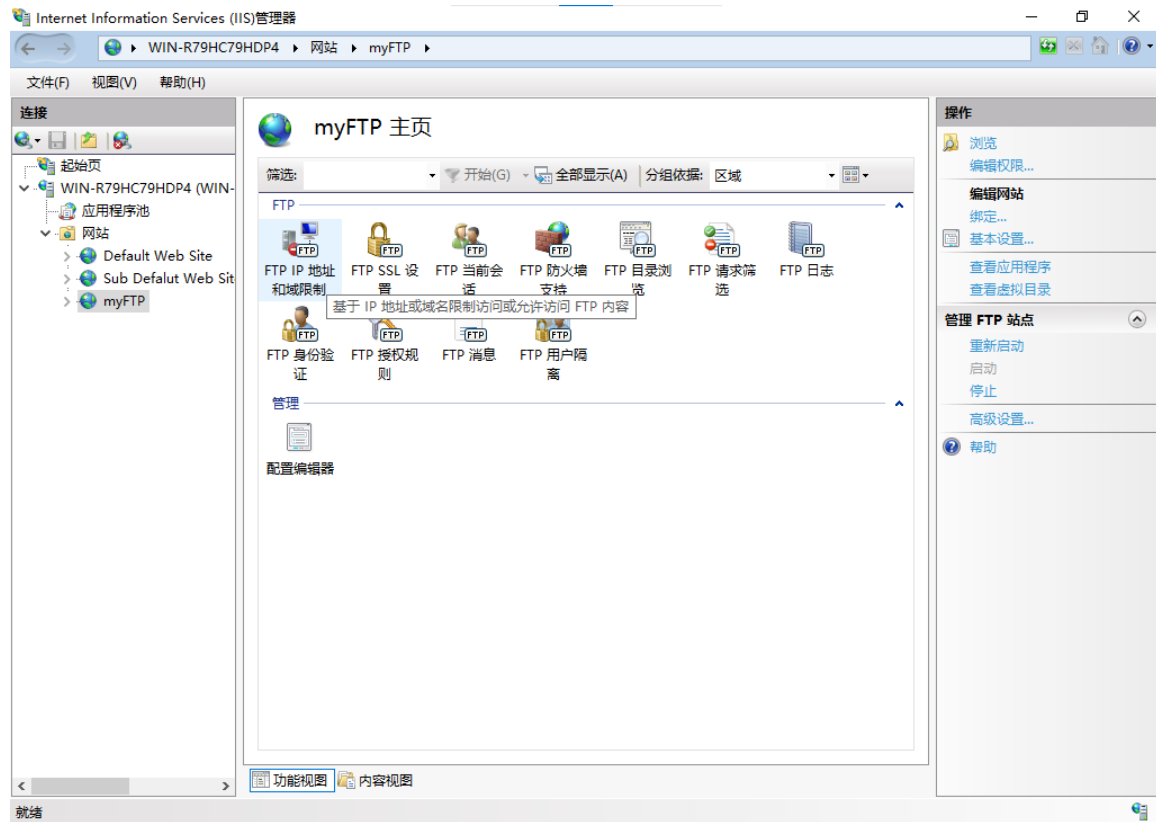 Internet Information Services (IIS)管理器
WIN-R79HC79HDP4 网站 myFTP
文件(F) 视图(V) 帮助(H)
连接
起始页
WIN-R79HC79HDP4 (WIN-
应用程序池
网站
Default Web Site
Sub Defalut Web Sit
myFTP
myFTP 主页
筛选: 开始(G) 全部显示(A) 分组依据: 区域
FTP
FTP IP 地址和域限制
FTP SSL 设置
FTP 当前会话
FTP 防火墙支持
FTP 目录浏览
FTP 请求筛选
FTP 日志
基于 IP 地址或域名限制访问或允许访问 FTP 内容
FTP 身份验证
FTP 授权规则
FTP 消息
FTP 用户隔离
管理
配置编辑器
功能视图 内容视图
操作
浏览
编辑权限...
编辑网站
绑定...
基本设置...
查看应用程序
查看虚拟目录
管理 FTP 站点
重新启动
启动
停止
高级设置...
帮助
就绪